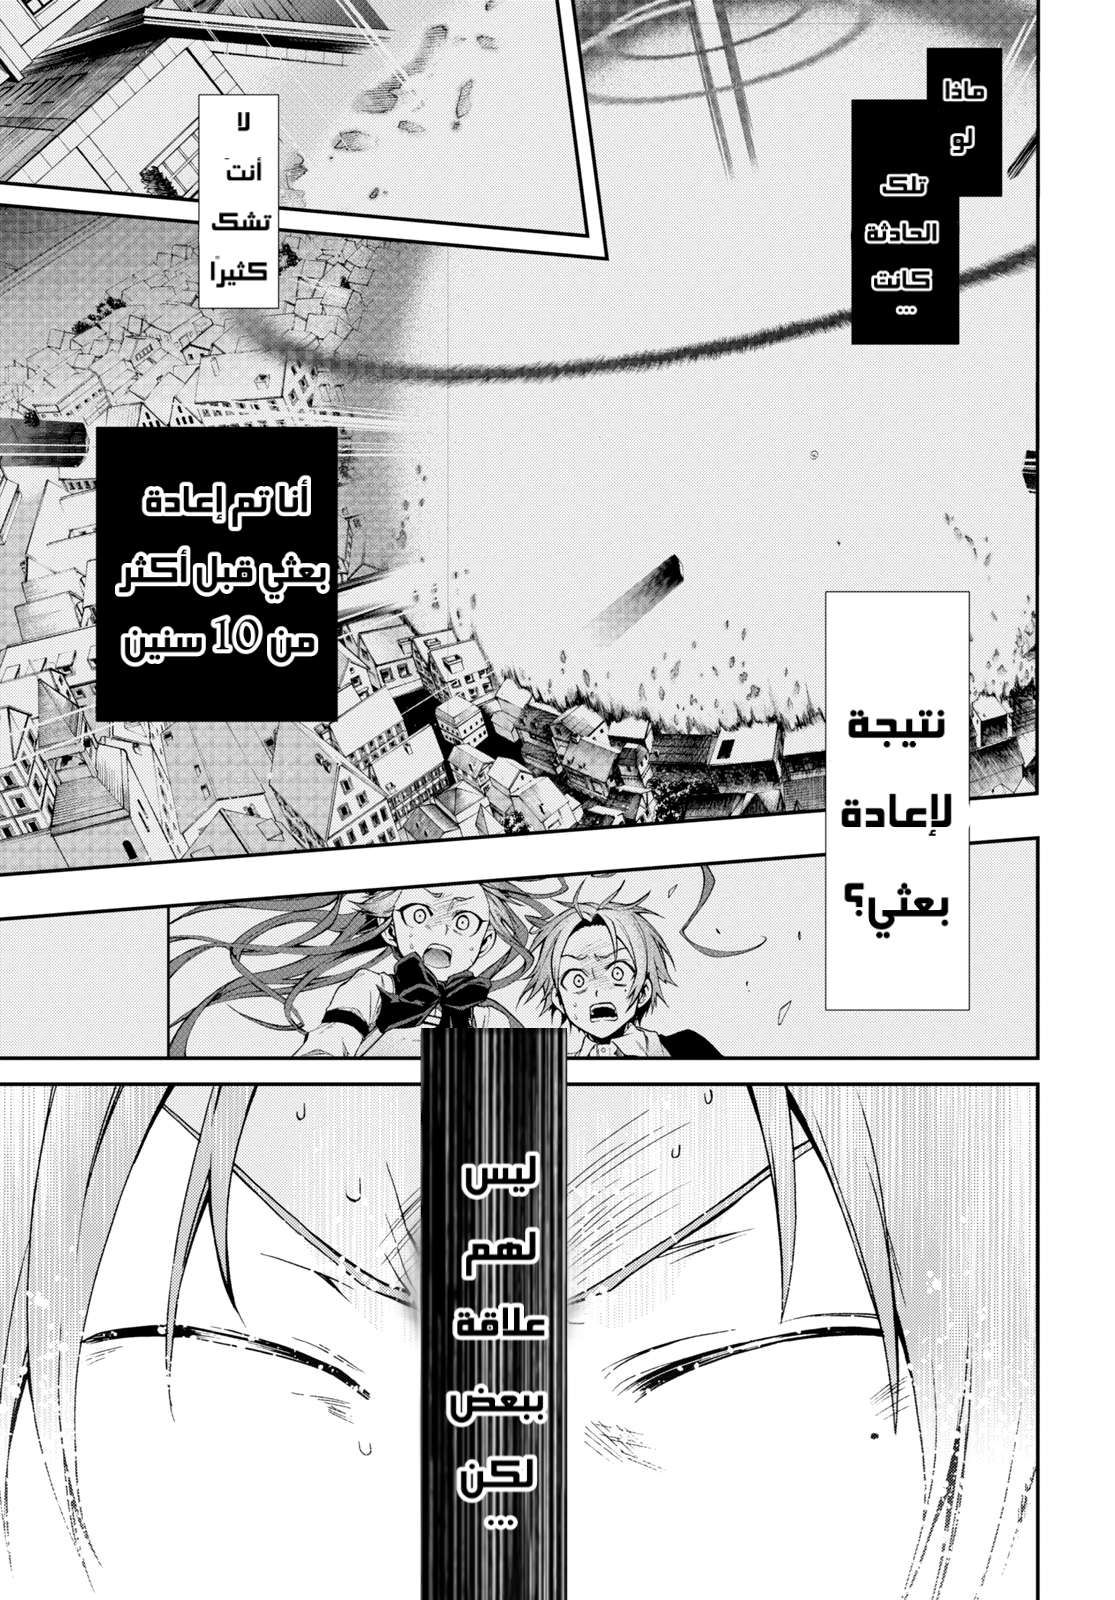 ماذا
لو
تلك
الحادثة
كانت
...
نتيجة
لإعادة
بعثي؟
لا
أنتَ
تشك
كثيرًا
أنا تم إعادة
بعثي قبل أكثر
من 10 سنين
ليس
لهم
علاقة
ببعض
لكن
...